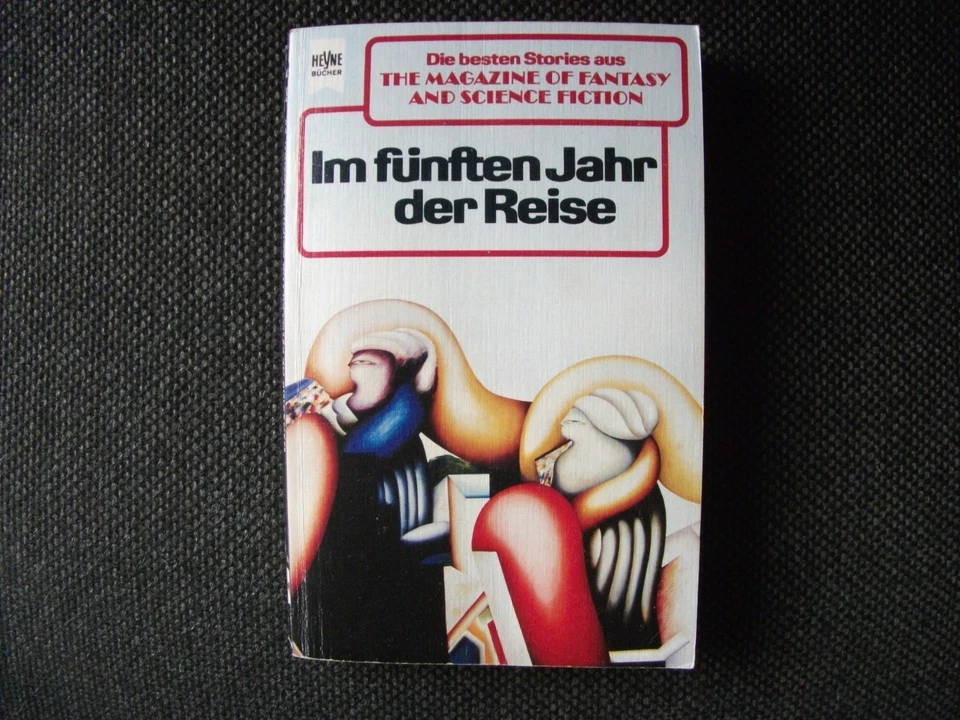 HEYNE
BÜCHER
Die besten Stories aus
THE MAGAZINE OF FANTASY
AND SCIENCE FICTION
Im fünften Jahr
der Reise